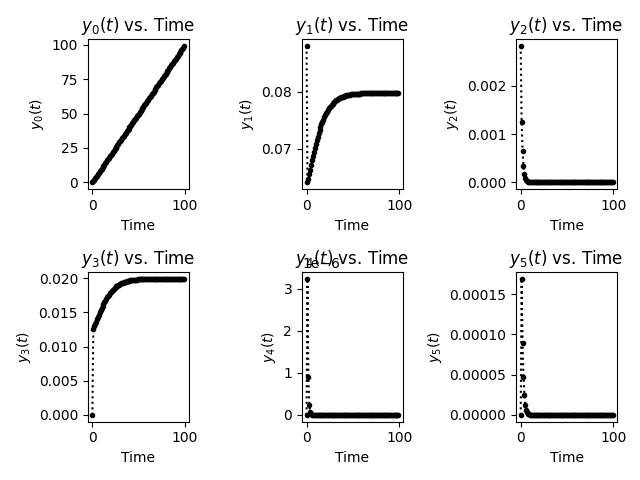 y₀(t) vs. Time
y₁(t) vs. Time
y₂(t) vs. Time
100
75
50
25
0
y₀(t)
0
100
Time
0.08
0.07
y₁(t)
0
100
Time
0.002
0.001
0.000
y₂(t)
0
100
Time
y₃(t) vs. Time
y₄(t) vs. Time
y₅(t) vs. Time
0.020
0.015
0.010
0.005
0.000
y₃(t)
0
100
Time
1e−6
3
2
1
0
y₄(t)
0
100
Time
0.00015
0.00010
0.00005
0.00000
y₅(t)
0
100
Time